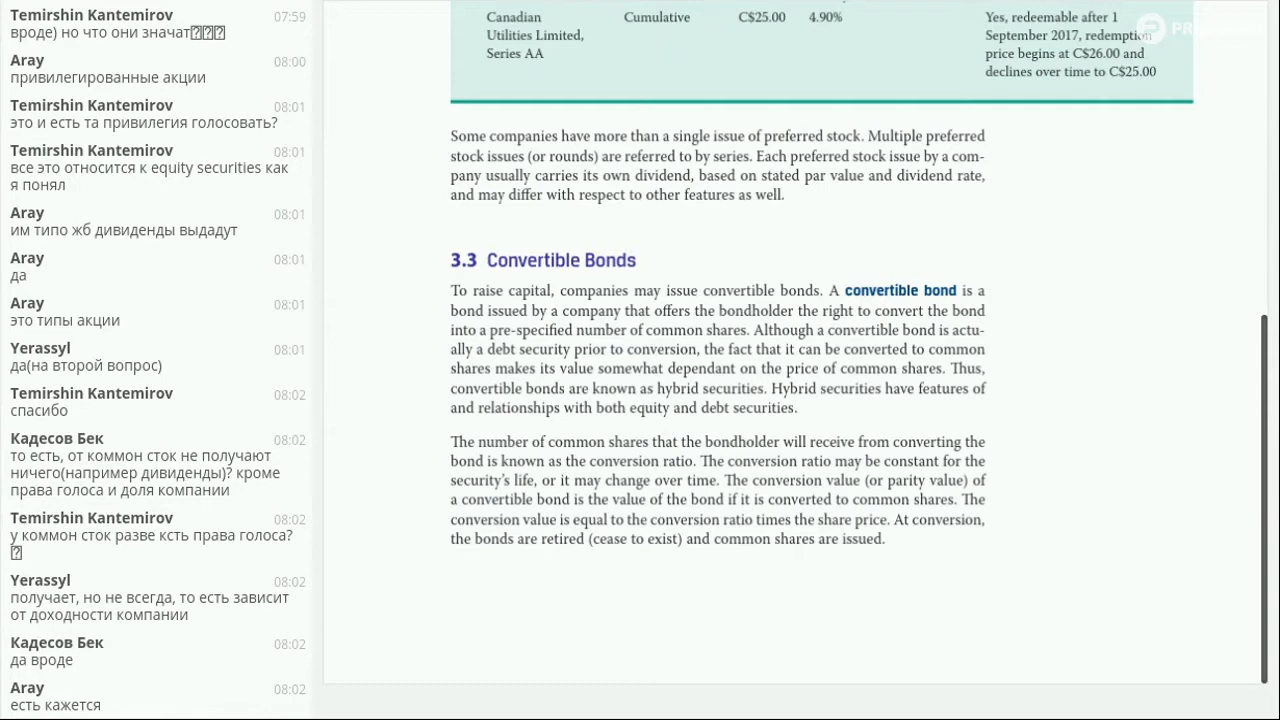 Temirshin Kantemirov 07:59
вроде) но что они значат
Aray 08:00
привилегированные акции
Temirshin Kantemirov 08:01
это и есть та привилегия голосовать?
Temirshin Kantemirov 08:01
все это относится к equity securities как
я понял
Aray 08:01
им типо жб дивиденды выдадут
Aray 08:01
да
Aray 08:01
это типы акции
Yerassyl 08:01
да(на второй вопрос)
Temirshin Kantemirov 08:02
спасибо
Кадесов Бек 08:02
то есть, от коммон сток не получают
ничего(например дивиденды)? кроме
права голоса и доля компании
Temirshin Kantemirov 08:02
у коммон сток разве ксть права голоса?
Yerassyl 08:02
получает, но не всегда, то есть зависит
от доходности компании
Кадесов Бек 08:02
да вроде
Aray 08:02
есть кажется
Canadian Cumulative C$25.00 4.90% Yes, redeemable after 1
Utilities Limited, September 2017, redemption
Series AA price begins at C$26.00 and
declines over time to C$25.00
Some companies have more than a single issue of preferred stock. Multiple preferred
stock issues (or rounds) are referred to by series. Each preferred stock issue by a com-
pany usually carries its own dividend, based on stated par value and dividend rate,
and may differ with respect to other features as well.
3.3 Convertible Bonds
To raise capital, companies may issue convertible bonds. A convertible bond is a
bond issued by a company that offers the bondholder the right to convert the bond
into a pre-specified number of common shares. Although a convertible bond is actu-
ally a debt security prior to conversion, the fact that it can be converted to common
shares makes its value somewhat dependant on the price of common shares. Thus,
convertible bonds are known as hybrid securities. Hybrid securities have features of
and relationships with both equity and debt securities.
The number of common shares that the bondholder will receive from converting the
bond is known as the conversion ratio. The conversion ratio may be constant for the
security's life, or it may change over time. The conversion value (or parity value) of
a convertible bond is the value of the bond if it is converted to common shares. The
conversion value is equal to the conversion ratio times the share price. At conversion,
the bonds are retired (cease to exist) and common shares are issued.